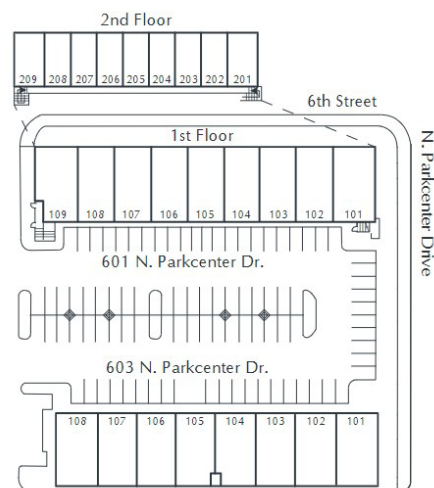 2nd Floor
209 208 207 206 205 204 203 202 201
6th Street
1st Floor
N. Parkcenter Drive
109 108 107 106 105 104 103 102 101
601 N. Parkcenter Dr.
603 N. Parkcenter Dr.
108 107 106 105 104 103 102 101